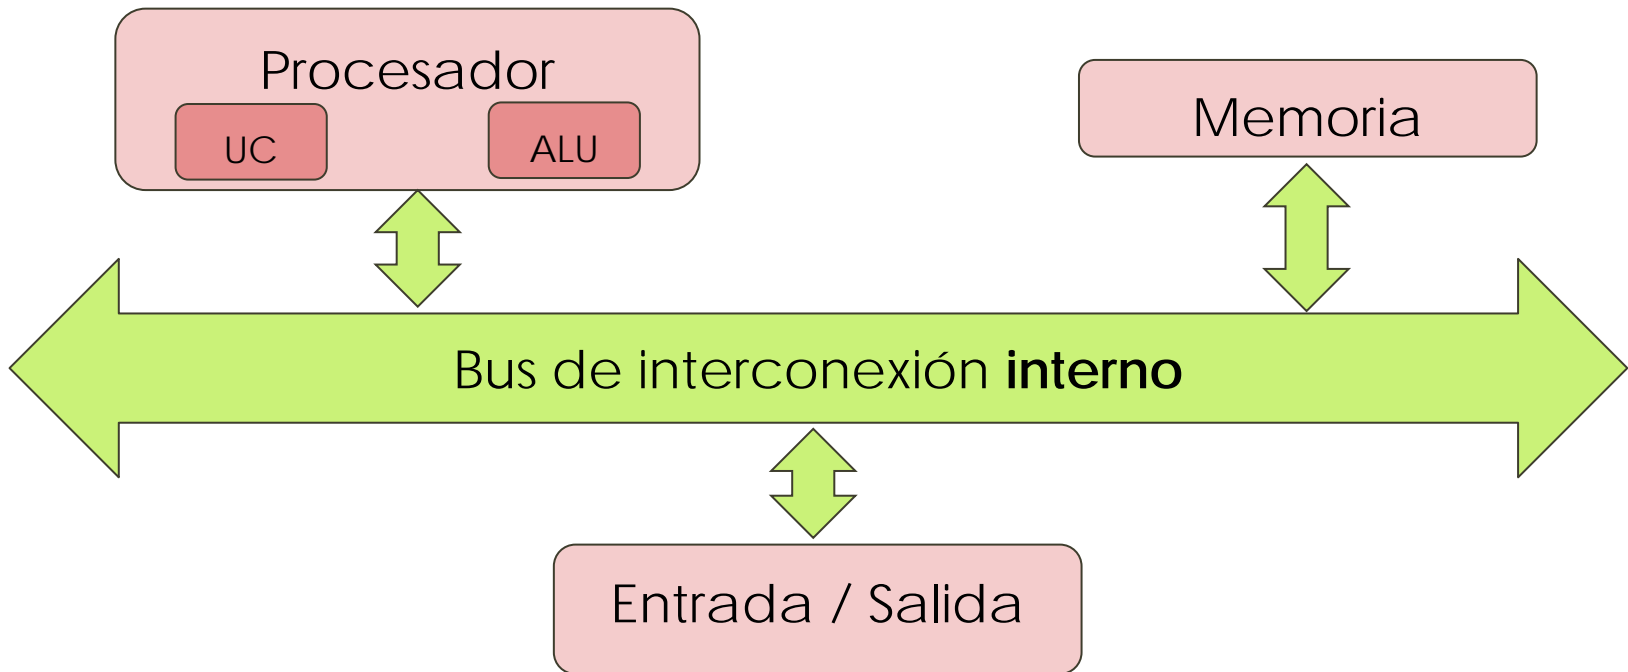 Procesador
UC
ALU
Memoria
Bus de interconexión interno
Entrada / Salida